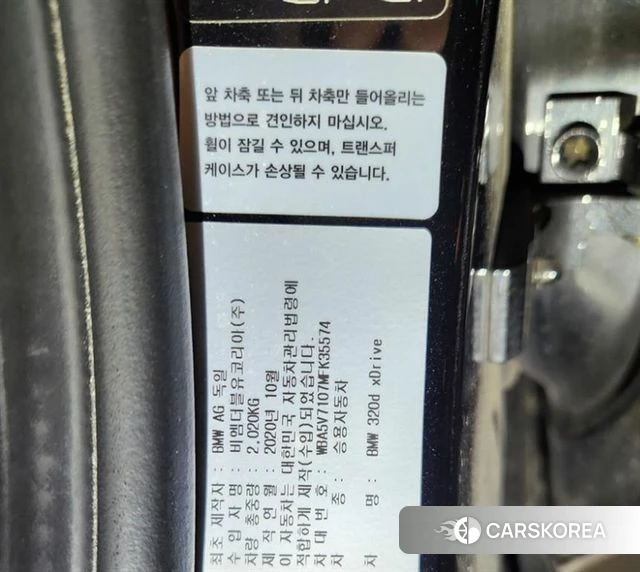 앞 차축 또는 뒤 차축만 들어올리는
방법으로 견인하지 마십시오.
휠이 잠길 수 있으며, 트랜스퍼
케이스가 손상될 수 있습니다.
최초 제작자 : BMW AG 독일
수 입 자 명 : 비엠더블유코리아(주)
차량 총중량 : 2,020KG
제 작 연 월 : 2020년 10월
이 자동차는 대한민국 자동차관리법령에
적합하게 제작(수입)되었습니다.
차 대 번 호 : WBA5V7107MFK35574
차 종 : 승용자동차
차 명 : BMW 320d xDrive
CARSKOREA